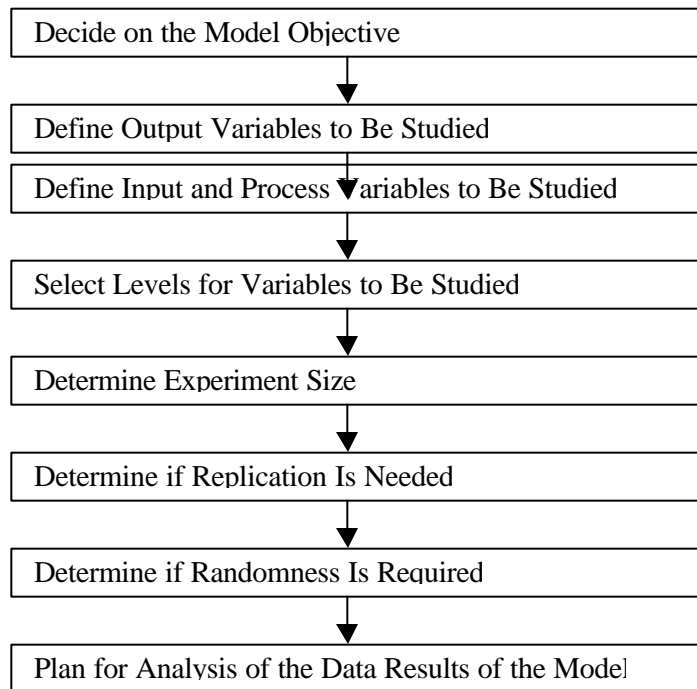 Decide on the Model Objective
Define Output Variables to Be Studied
Define Input and Process Variables to Be Studied
Select Levels for Variables to Be Studied
Determine Experiment Size
Determine if Replication Is Needed
Determine if Randomness Is Required
Plan for Analysis of the Data Results of the Model